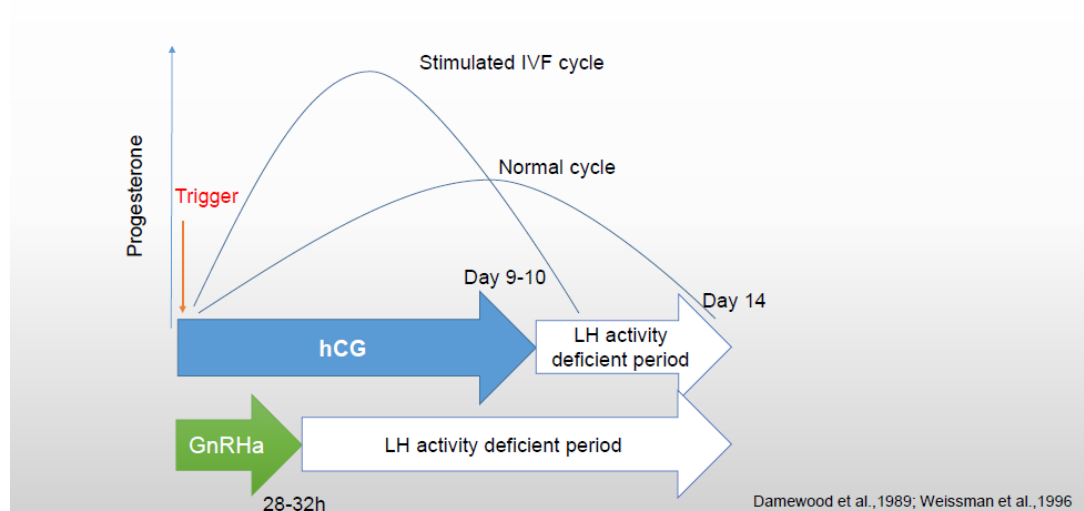 Stimulated IVF cycle
Progesterone
Normal cycle
Trigger
Day 9-10
Day 14
hCG
LH activity
deficient period
GnRHa
LH activity deficient period
28-32h
Damewood et al.,1989; Weissman et al.,1996